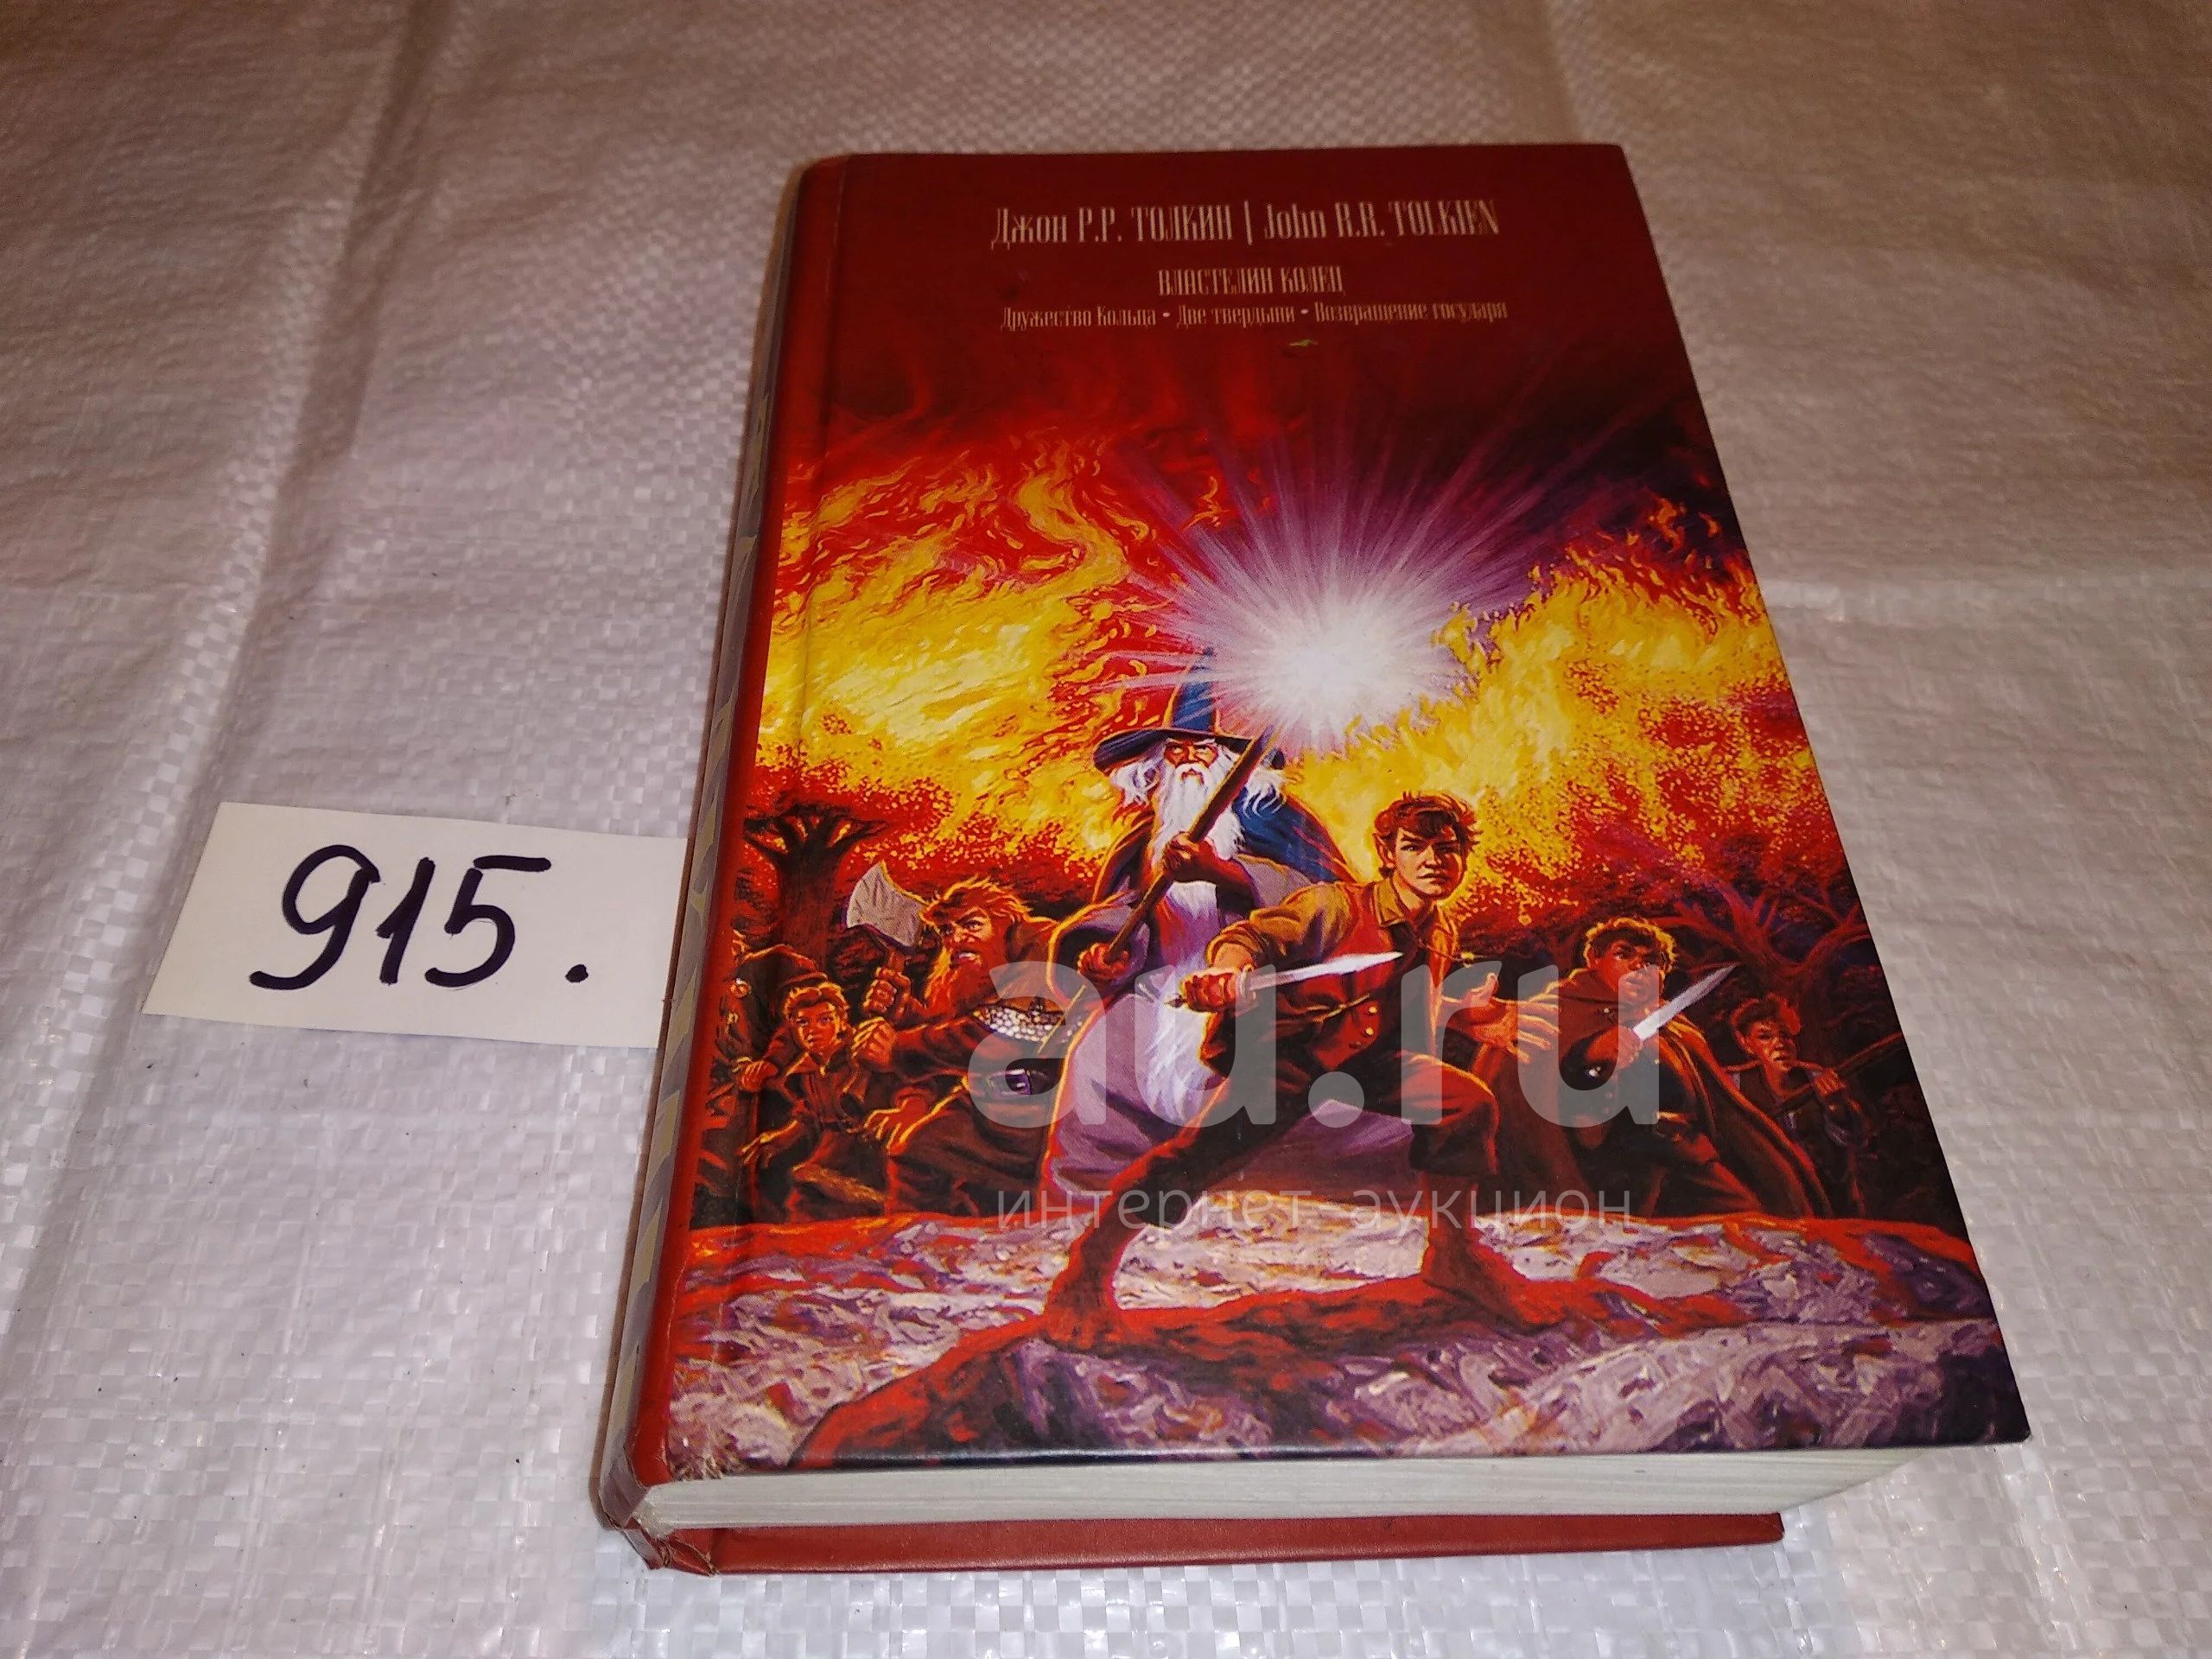 Джон Р.Р. ТОЛКИН | John R.R. TOLKIEN
ВЛАСТЕЛИН КОЛЕЦ
Дружество Кольца • Две твердыни • Возвращение государя
915.
au.ru
интернет-аукцион